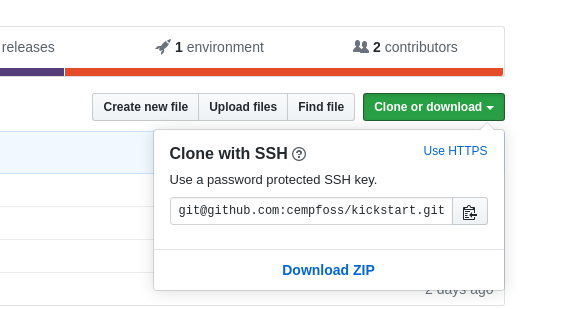 releases
1 environment
2 contributors
Create new file
Upload files
Find file
Clone or download
Clone with SSH
Use HTTPS
Use a password protected SSH key.
git@github.com:cempfoss/kickstart.git
Download ZIP
2 days ago